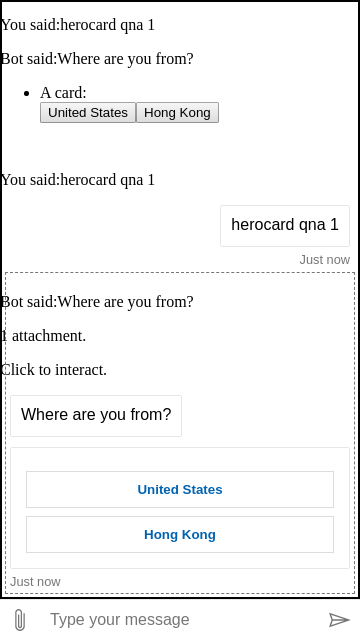 You said:herocard qna 1
Bot said:Where are you from?
A card:
United States Hong Kong
You said:herocard qna 1
herocard qna 1
Just now
Bot said:Where are you from?
1 attachment.
Click to interact.
Where are you from?
United States
Hong Kong
Just now
Type your message